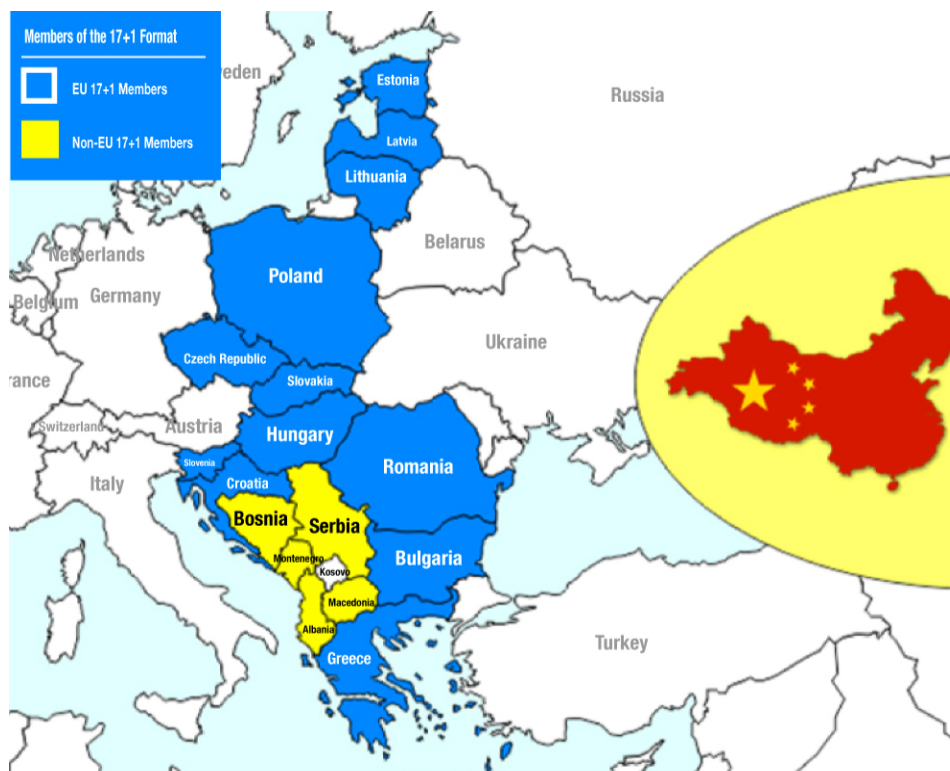 Members of the 17+1 Format
EU 17+1 Members
Non-EU 17+1 Members
eden
Estonia
Russia
Latvia
Lithuania
Belarus
Netherlands
Poland
Belgium
Germany
Ukraine
Czech Republic
Slovakia
rance
Switzerland
Austria
Hungary
Slovenia
Romania
Italy
Croatia
Bosnia
Serbia
Bulgaria
Montenegro
Kosovo
Macedonia
Albania
Greece
Turkey